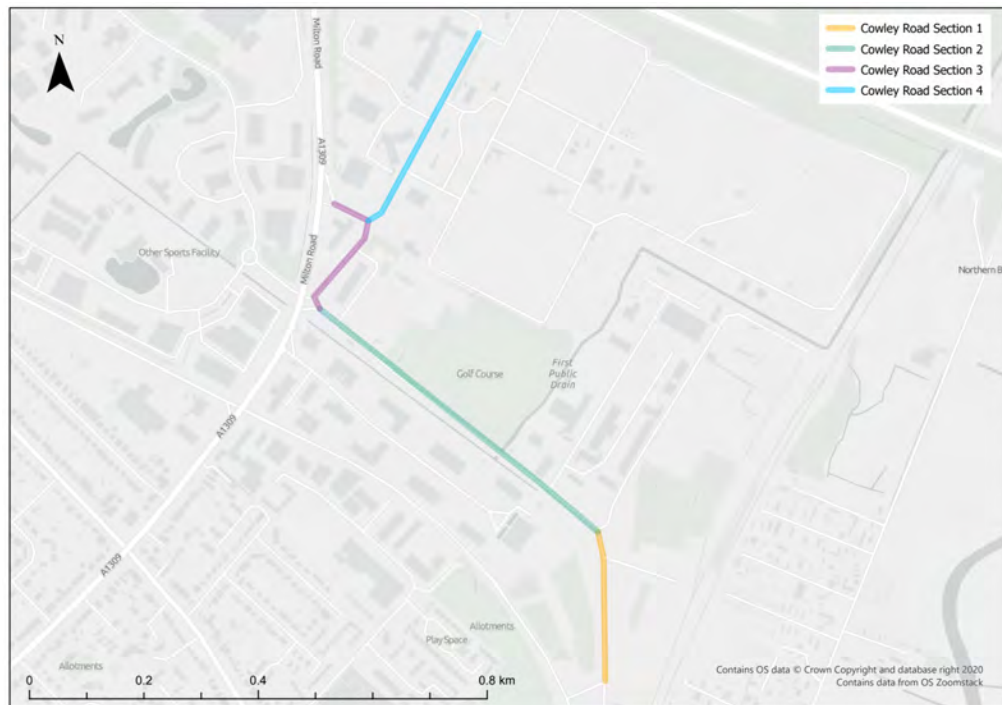 Cowley Road Section 1
Cowley Road Section 2
Cowley Road Section 3
Cowley Road Section 4
N
Milton Road
A1309
Other Sports Facility
Milton Road
Northern B
Golf Course
First
Public
Drain
A1309
A1309
Allotments
Play Space
Allotments
Contains OS data © Crown Copyright and database right 2020
Contains data from OS Zoomstack
0 0.2 0.4 0.8 km